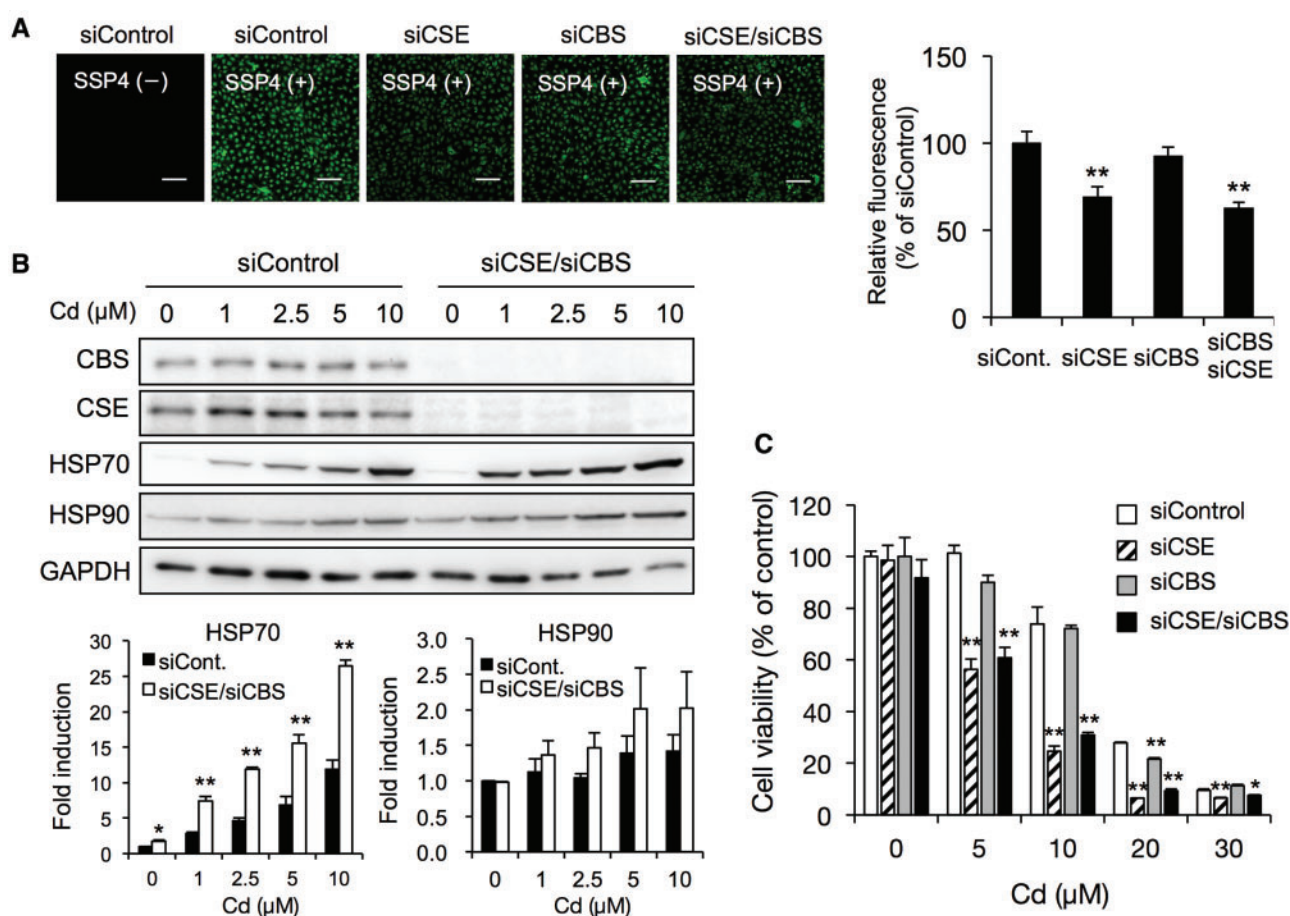 A
siControl siControl siCSE siCBS siCSE/siCBS
SSP4 (−) SSP4 (+) SSP4 (+) SSP4 (+) SSP4 (+)
Relative fluorescence
(% of siControl)
150
100
50
0
** **
siCont. siCSE siCBS siCBS
siCSE
B
siControl siCSE/siCBS
Cd (μM) 0 1 2.5 5 10 0 1 2.5 5 10
CBS
CSE
HSP70
HSP90
GAPDH
HSP70
siCont.
siCSE/siCBS
Fold induction
30
25
20
15
10
5
0
* ** ** ** **
0 1 2.5 5 10
Cd (μM)
HSP90
siCont.
siCSE/siCBS
Fold induction
3.0
2.5
2.0
1.5
1.0
0.5
0.0
0 1 2.5 5 10
Cd (μM)
C
siControl
siCSE
siCBS
siCSE/siCBS
Cell viability (% of control)
120
100
80
60
40
20
0
** ** ** ** ** ** ** ** *
0 5 10 20 30
Cd (μM)